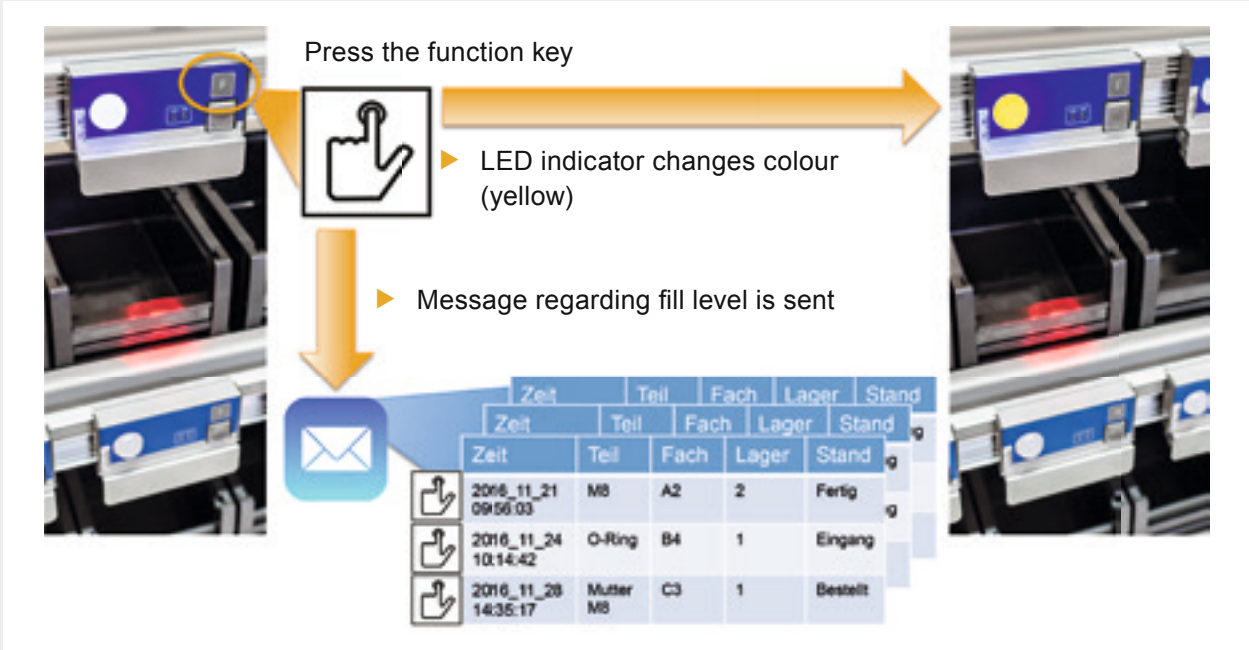 Press the function key
LED indicator changes colour
(yellow)
Message regarding fill level is sent
Zeit Teil Fach Lager Stand
Zeit Teil Fach Lager Stand
Zeit Teil Fach Lager Stand
2016_11_21 M8 A2 2 Fertig
09:56:03
2016_11_24 O-Ring B4 1 Eingang
10:14:42
2016_11_28 Mutter C3 1 Bestellt
14:35:17 M8